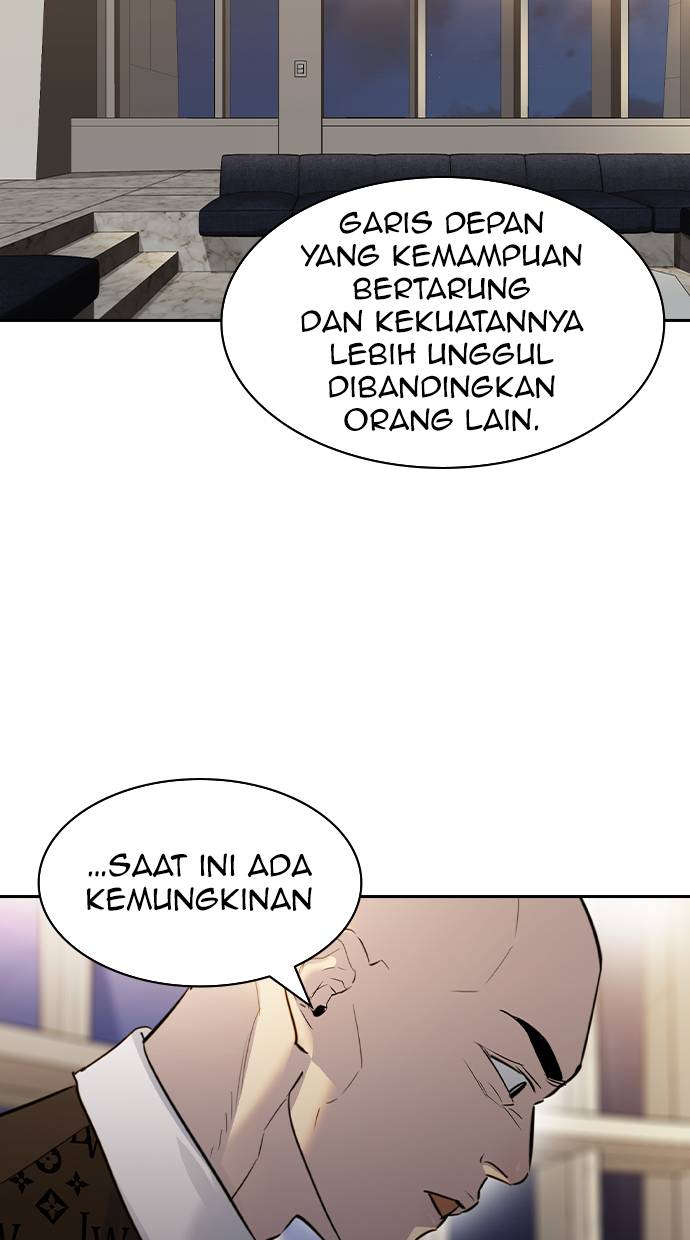 GARIS DEPAN
YANG KEMAMPUAN
BERTARUNG
DAN KEKUATANNYA
LEBIH UNGGUL
DIBANDINGKAN
ORANG LAIN.
...SAAT INI ADA
KEMUNGKINAN